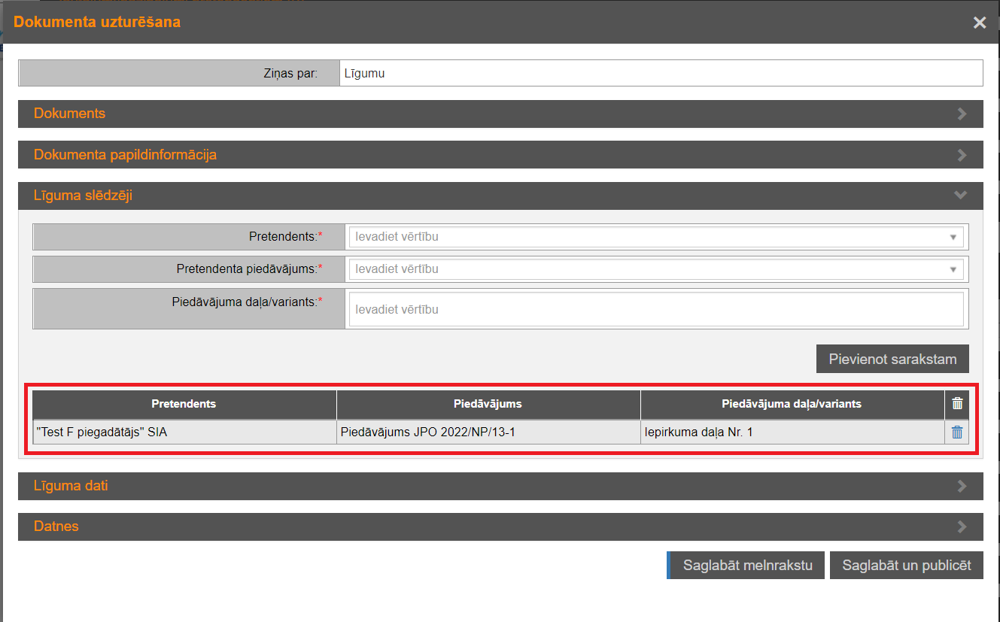 Dokumenta uzturēšana
Ziņas par: Līgumu
Dokuments
Dokumenta papildinformācija
Līguma slēdzēji
Pretendents:* Ievadiet vērtību
Pretendenta piedāvājums:* Ievadiet vērtību
Piedāvājuma daļa/variants:* Ievadiet vērtību
Pievienot sarakstam
Pretendents Piedāvājums Piedāvājuma daļa/variants
"Test F piegadātājs" SIA Piedāvājums JPO 2022/NP/13-1 Iepirkuma daļa Nr. 1
Līguma dati
Datnes
Saglabāt melnrakstu Saglabāt un publicēt